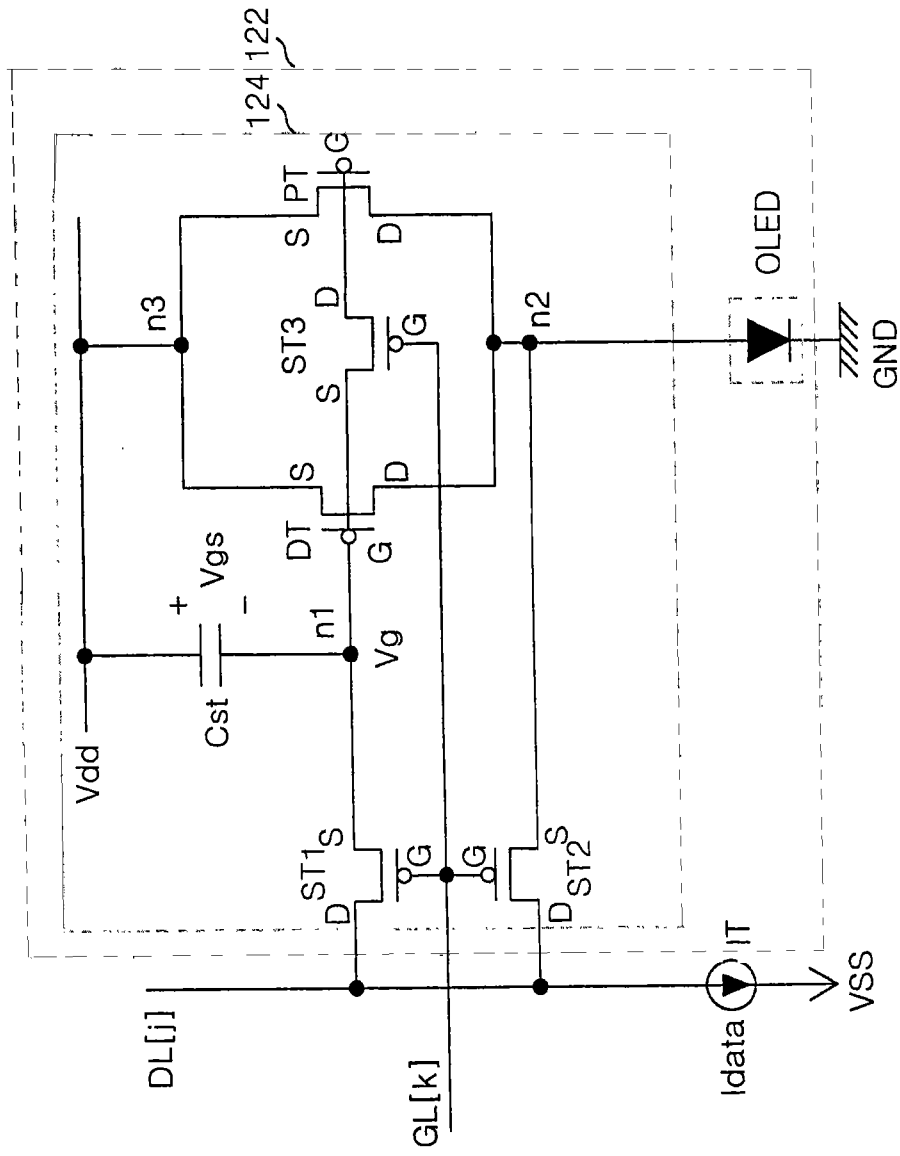 124 122
Vdd
n3
Cst
+
Vgs
−
S
PT
G
S
D
D
ST3
S
G
DT
G
D
n1
Vg
n2
DL[j]
ST1
D
S
G
G
D
S
ST2
GL[k]
OLED
GND
Idata
IT
VSS